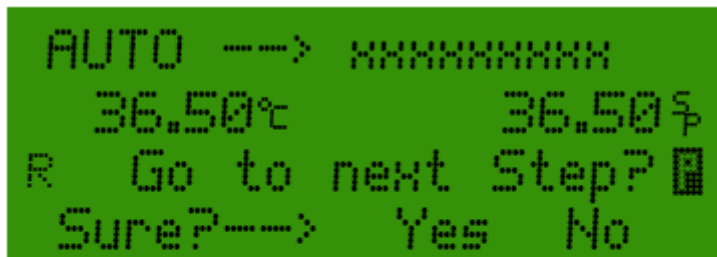 AUTO ---> xxxxxxxxxx
36.50°C 36.50SP
R Go to next Step? P
Sure?---> Yes No